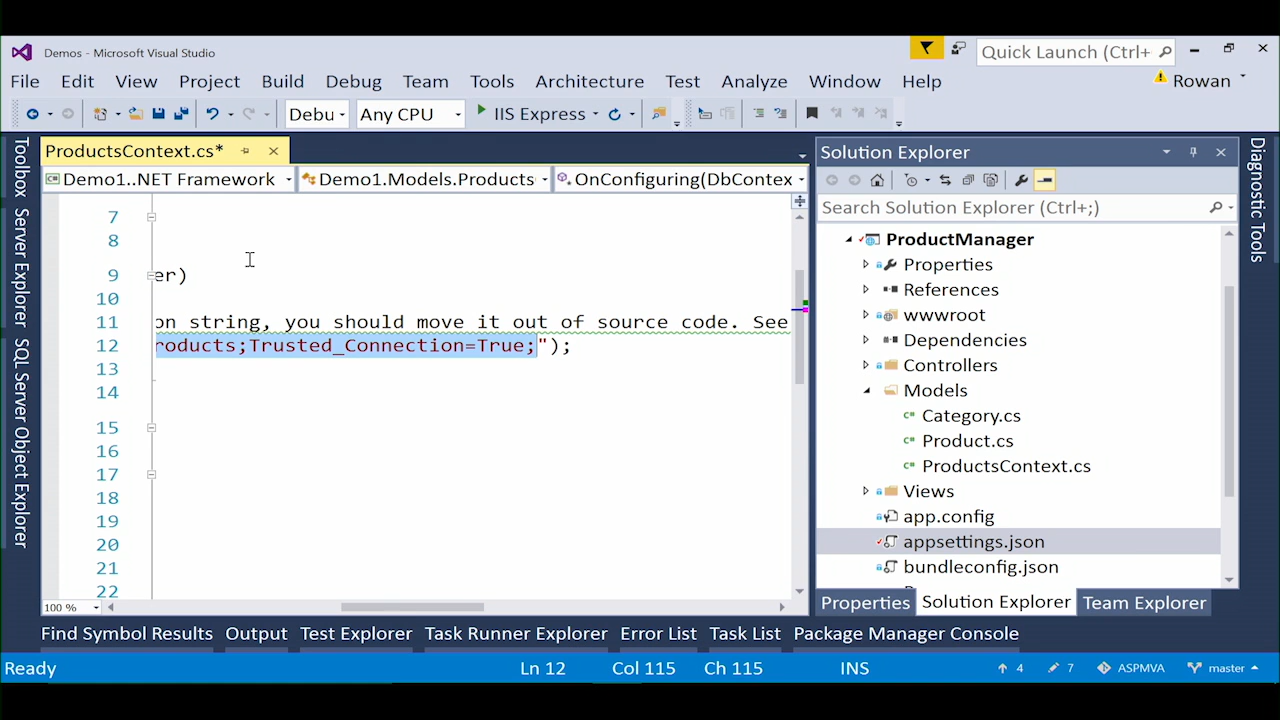 Demos - Microsoft Visual Studio
Quick Launch (Ctrl+
File Edit View Project Build Debug Team Tools Architecture Test Analyze Window Help
Rowan
Debu Any CPU IIS Express
Toolbox
Server Explorer
SQL Server Object Explorer
ProductsContext.cs*
Demo1..NET Framework Demo1.Models.Products OnConfiguring(DbContex
7
8
9 er)
10
11 on string, you should move it out of source code. See
12 roducts;Trusted_Connection=True;");
13
14
15
16
17
18
19
20
21
22
100 %
Solution Explorer
Search Solution Explorer (Ctrl+;)
ProductManager
Properties
References
wwwroot
Dependencies
Controllers
Models
Category.cs
Product.cs
ProductsContext.cs
Views
app.config
appsettings.json
bundleconfig.json
Properties Solution Explorer Team Explorer
Diagnostic Tools
Find Symbol Results Output Test Explorer Task Runner Explorer Error List Task List Package Manager Console
Ready Ln 12 Col 115 Ch 115 INS 4 7 ASPMVA master